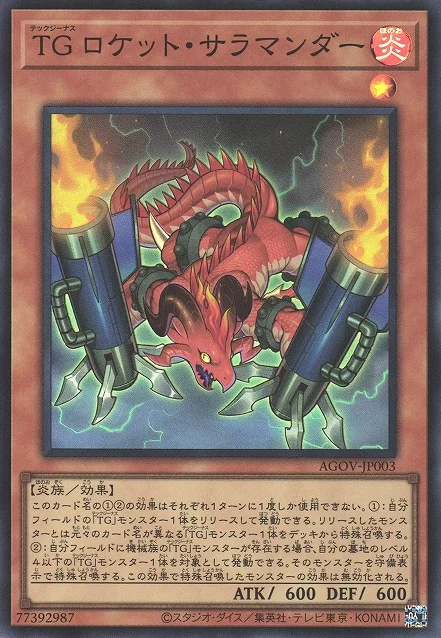 テックジーナス
TG ロケット・サラマンダー
ほのお
炎
AGOV-JP003
【炎族／効果】
このカード名の①②の効果はそれぞれ1ターンに1度しか使用できない。①：自分
フィールドの「TG」モンスター1体をリリースして発動できる。リリースしたモンス
ターとは元々のカード名が異なる「TG」モンスター1体をデッキから特殊召喚する。
②：自分フィールドに機械族の「TG」モンスターが存在する場合、自分の墓地のレベル
4以下の「TG」モンスター1体を対象として発動できる。そのモンスターを守備表
示で特殊召喚する。この効果で特殊召喚したモンスターの効果は無効化される。
ATK/ 600 DEF/ 600
77392987
©スタジオ・ダイス/集英社・テレビ東京・KONAMI